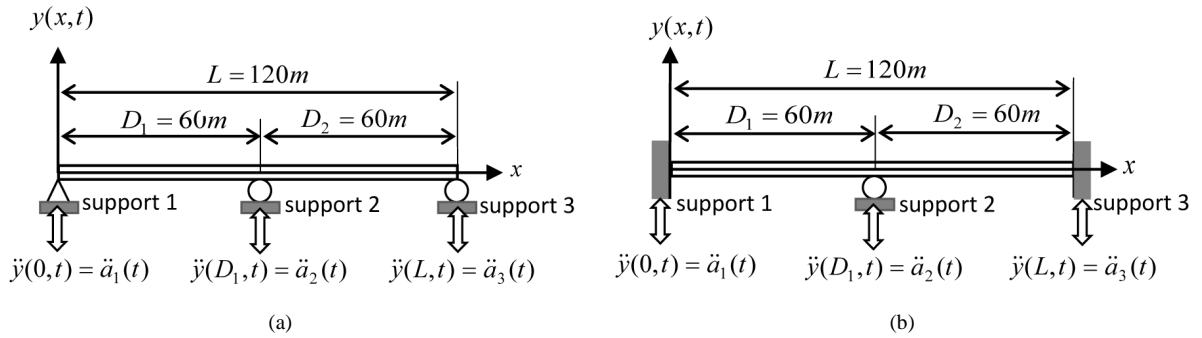 y(x,t)
L = 120m
D₁ = 60m
D₂ = 60m
x
support 1
support 2
support 3
ÿ(0,t) = ä₁(t)
ÿ(D₁,t) = ä₂(t)
ÿ(L,t) = ä₃(t)
(a)
y(x,t)
L = 120m
D₁ = 60m
D₂ = 60m
x
support 1
support 2
support 3
ÿ(0,t) = ä₁(t)
ÿ(D₁,t) = ä₂(t)
ÿ(L,t) = ä₃(t)
(b)